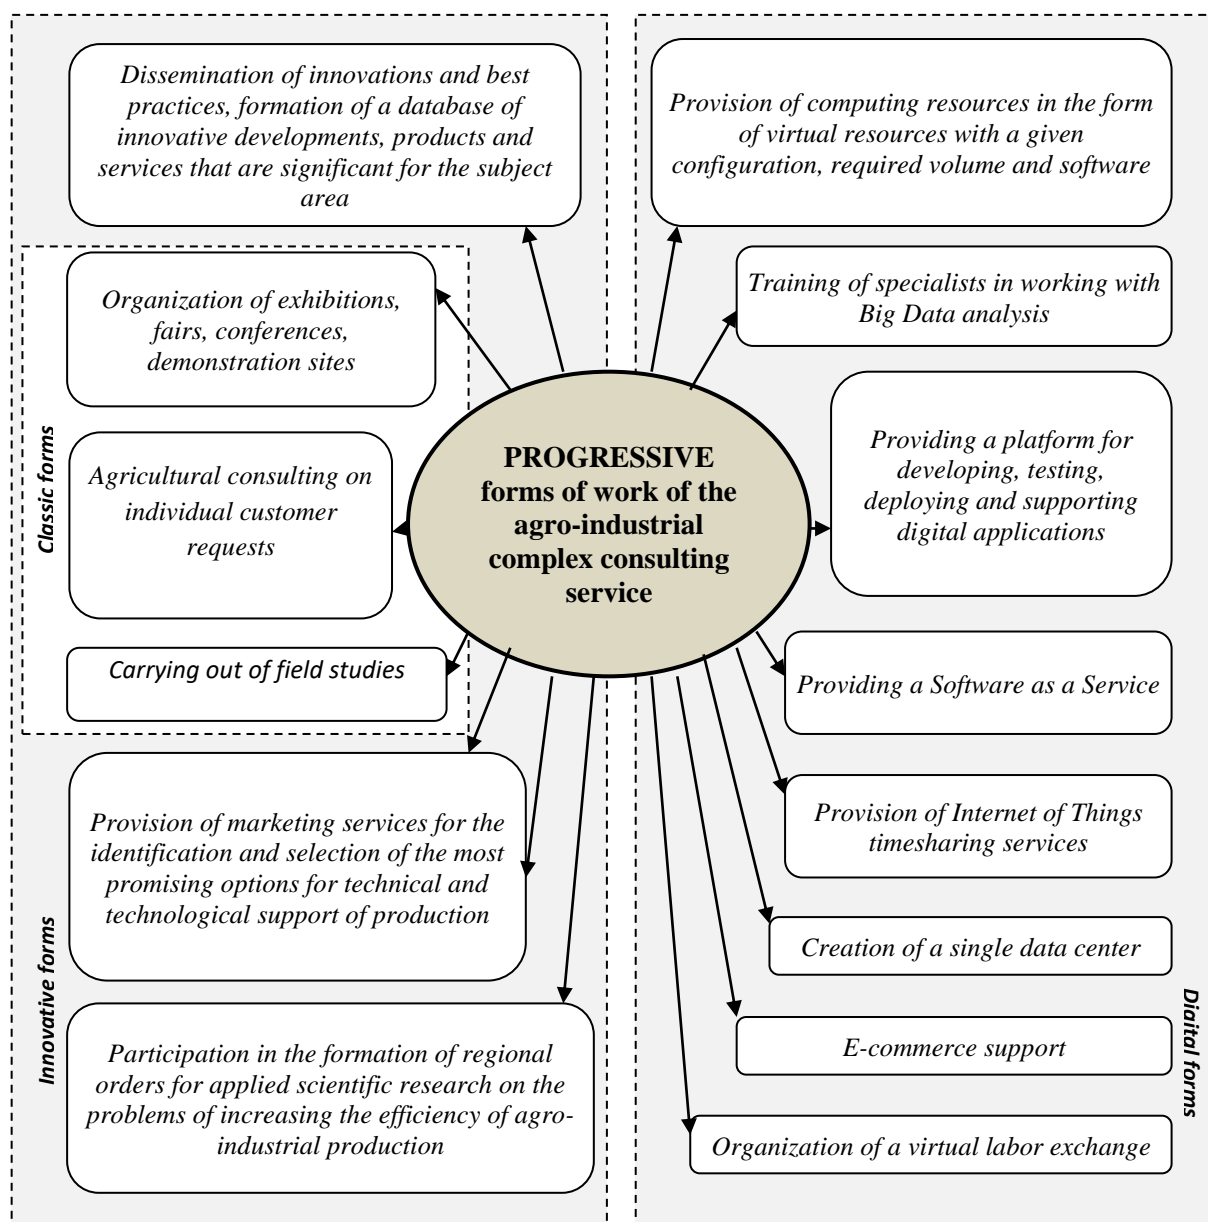 Dissemination of innovations and best
practices, formation of a database of
innovative developments, products and
services that are significant for the subject
area
Organization of exhibitions,
fairs, conferences,
demonstration sites
Classic forms
Agricultural consulting on
individual customer
requests
Carrying out of field studies
Provision of marketing services for the
identification and selection of the most
promising options for technical and
technological support of production
Innovative forms
Participation in the formation of regional
orders for applied scientific research on the
problems of increasing the efficiency of agro-
industrial production
PROGRESSIVE
forms of work of the
agro-industrial
complex consulting
service
Provision of computing resources in the form
of virtual resources with a given
configuration, required volume and software
Training of specialists in working with
Big Data analysis
Providing a platform for
developing, testing,
deploying and supporting
digital applications
Providing a Software as a Service
Provision of Internet of Things
timesharing services
Creation of a single data center
E-commerce support
Organization of a virtual labor exchange
Digital forms